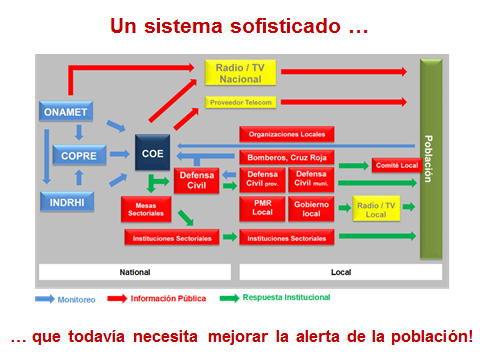 Un sistema sofisticado …
Radio / TV
Nacional
Proveedor Telecom
ONAMET
COPRE
INDRHI
COE
Organizaciones Locales
Bomberos, Cruz Roja
Defensa
Civil
Defensa
Civil prov.
Defensa
Civil muni.
Comité Local
Mesas
Sectoriales
PMR
Local
Gobierno
local
Radio / TV
Local
Instituciones Sectoriales
Instituciones Sectoriales
Población
National
Local
Monitoreo
Información Pública
Respuesta Institucional
… que todavía necesita mejorar la alerta de la población!